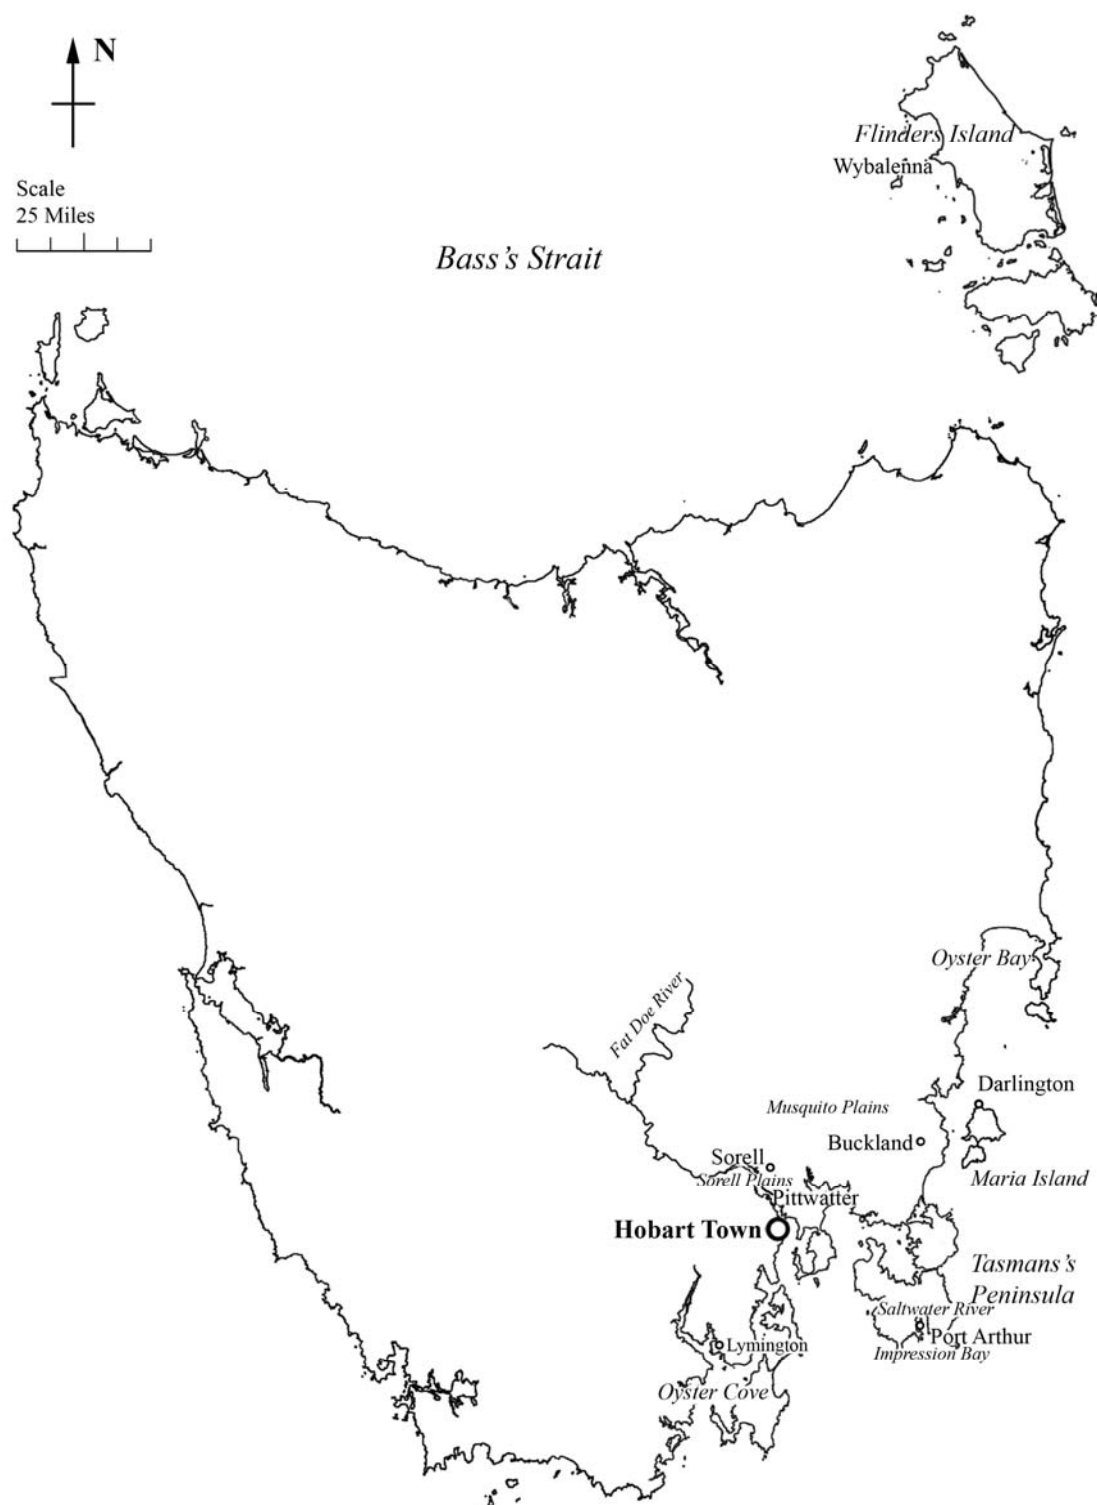 N
Flinders Island
Wybalenna
Scale
25 Miles
Bass's Strait
Oyster Bay
Fat Doe River
Darlington
Musquito Plains
Buckland
Sorell
Sorell Plains
Maria Island
Pittwatter
Hobart Town
Tasmans's
Peninsula
Saltwater River
Port Arthur
Lymington
Impression Bay
Oyster Cove